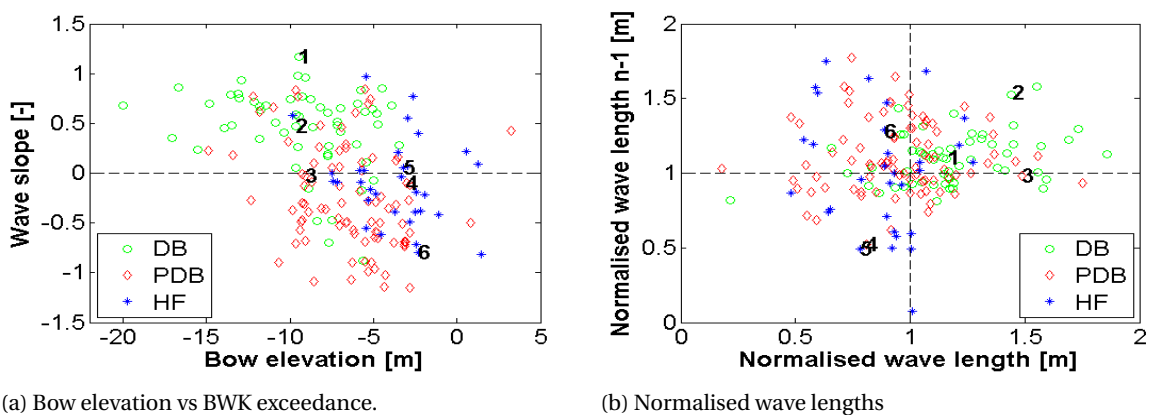 Wave slope [-]
1.5
1
0.5
0
-0.5
-1
-1.5
1
2
3
5
4
6
DB
PDB
HF
-20 -15 -10 -5 0 5
Bow elevation [m]
(a) Bow elevation vs BWK exceedance.
Normalised wave length n-1 [m]
2
1.5
1
0.5
0
2
6
1
3
4
5
DB
PDB
HF
0 0.5 1 1.5 2
Normalised wave length [m]
(b) Normalised wave lengths